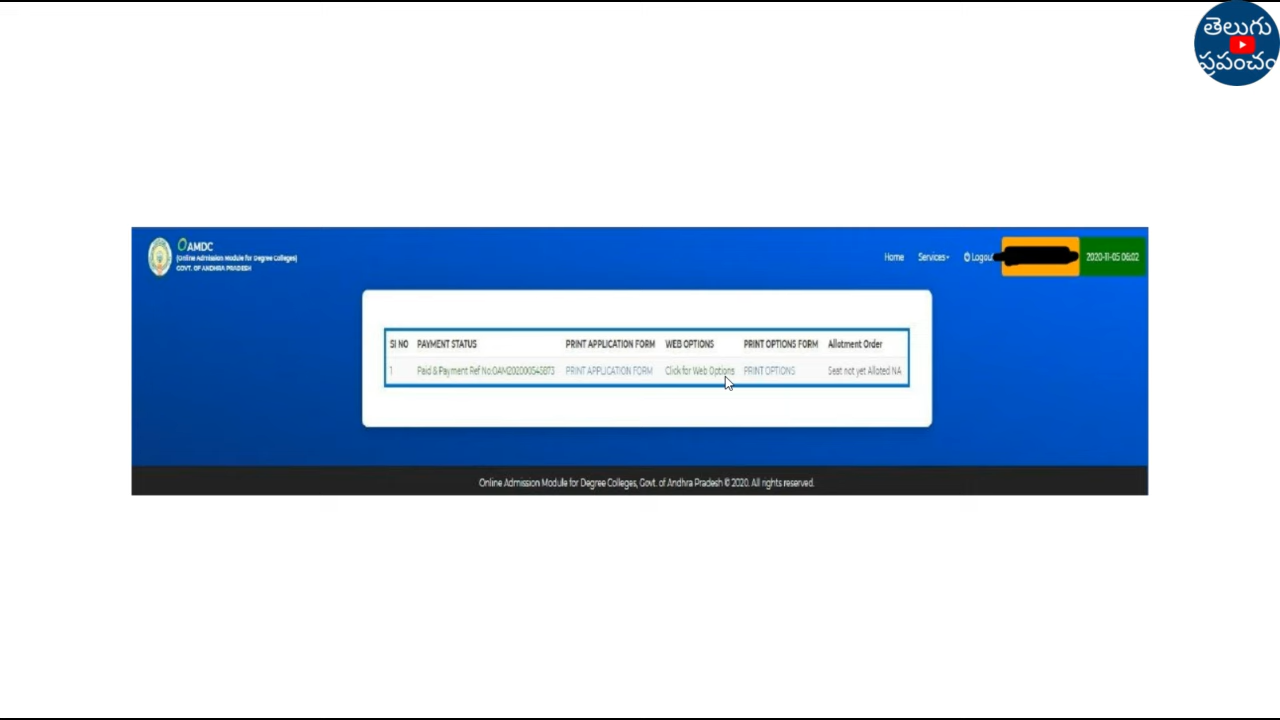 తెలుగు
ప్రపంచం
OAMDC
(Online Admission Module for Degree Colleges)
GOVT. OF ANDHRA PRADESH
Home Services Logout 2020-11-05 06:02
SI NO PAYMENT STATUS PRINT APPLICATION FORM WEB OPTIONS PRINT OPTIONS FORM Allotment Order
1 Paid & Payment Ref No:OAM202000545873 PRINT APPLICATION FORM Click for Web Options PRINT OPTIONS Seat not yet Alloted NA
Online Admission Module for Degree Colleges, Govt. of Andhra Pradesh © 2020. All rights reserved.